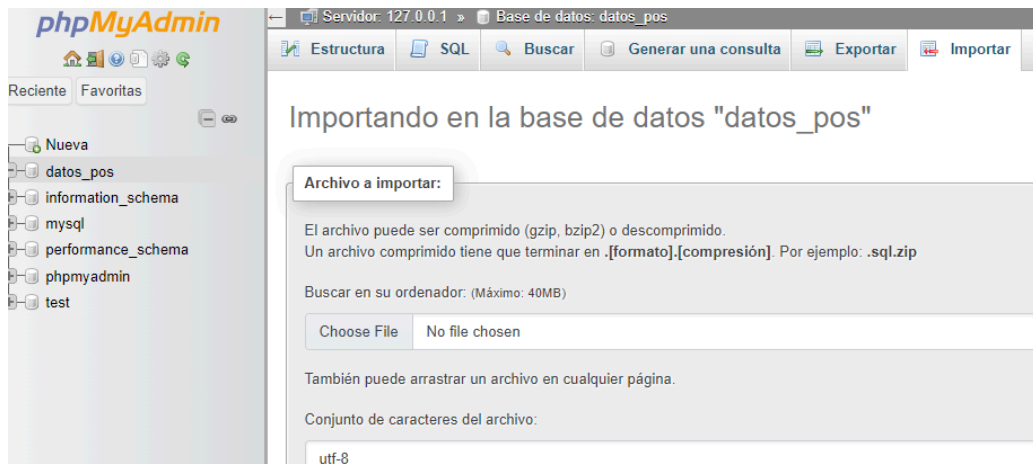 phpMyAdmin
Reciente Favoritas
Nueva
datos_pos
information_schema
mysql
performance_schema
phpmyadmin
test
Servidor: 127.0.0.1 » Base de datos: datos_pos
Estructura SQL Buscar Generar una consulta Exportar Importar
Importando en la base de datos "datos_pos"
Archivo a importar:
El archivo puede ser comprimido (gzip, bzip2) o descomprimido.
Un archivo comprimido tiene que terminar en .[formato].[compresión]. Por ejemplo: .sql.zip
Buscar en su ordenador: (Máximo: 40MB)
Choose File No file chosen
También puede arrastrar un archivo en cualquier página.
Conjunto de caracteres del archivo:
utf-8